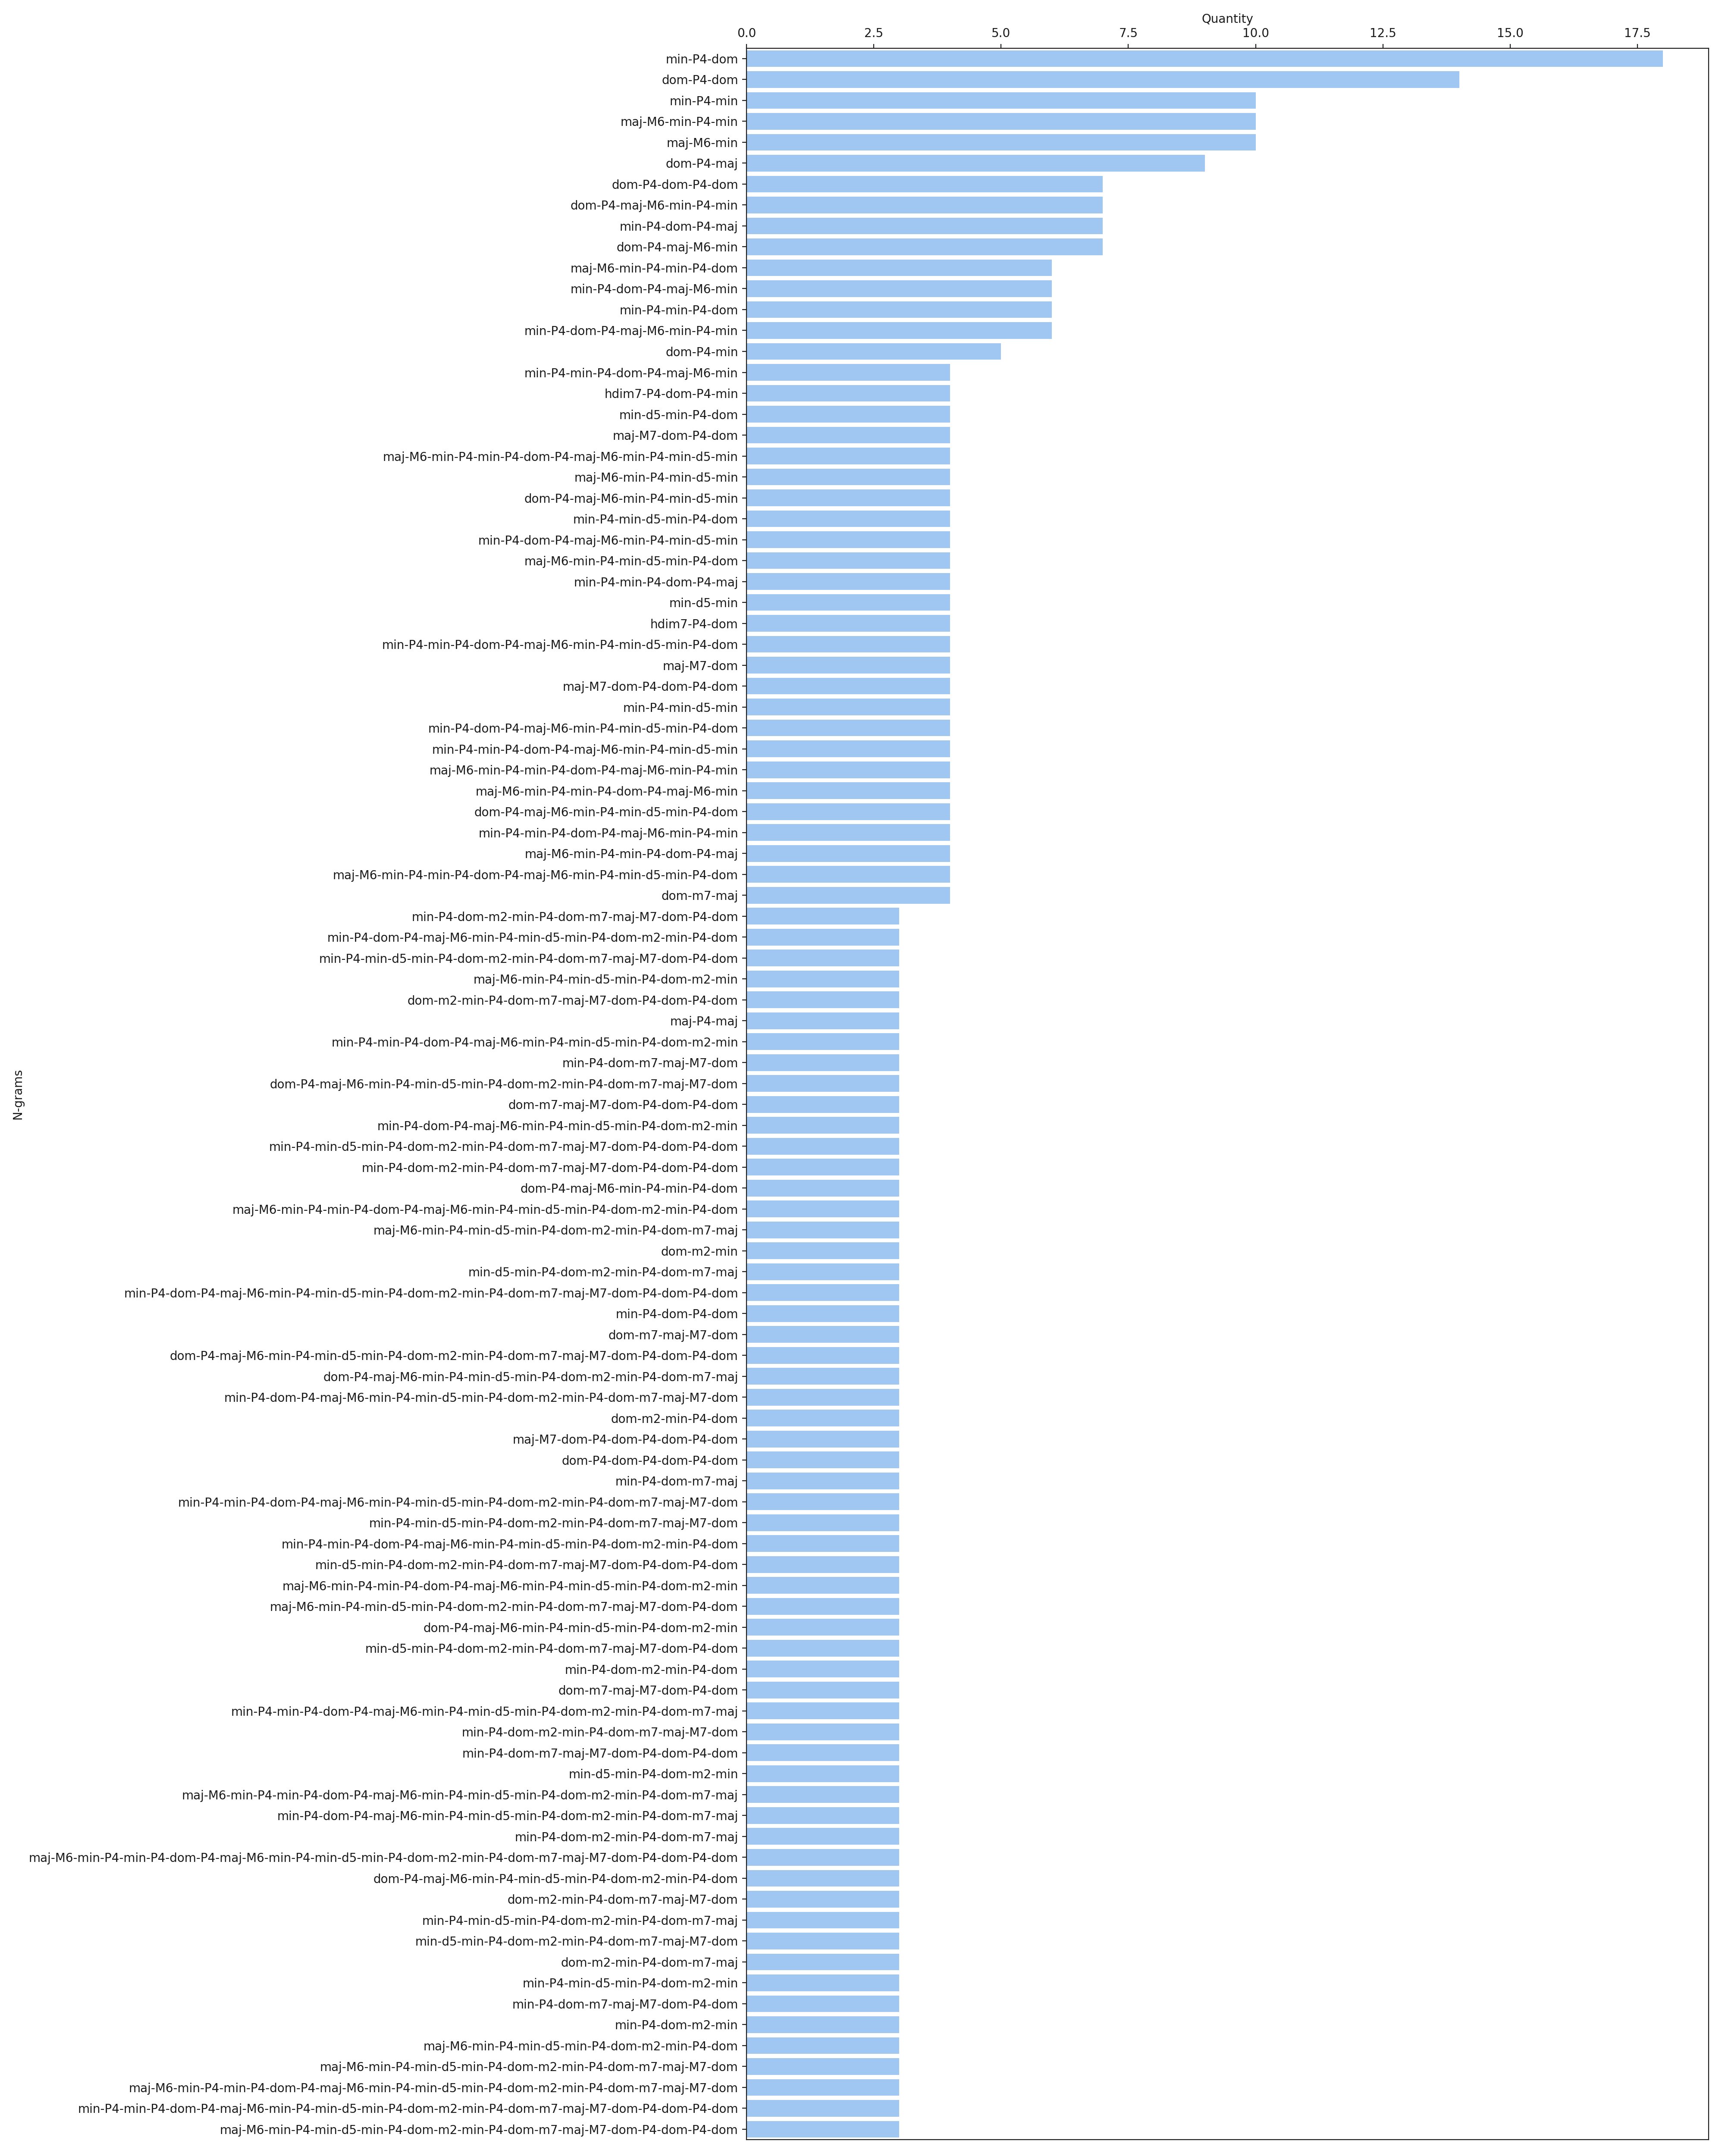 Quantity
0.0 2.5 5.0 7.5 10.0 12.5 15.0 17.5
min-P4-dom
dom-P4-dom
min-P4-min
maj-M6-min-P4-min
maj-M6-min
dom-P4-maj
dom-P4-dom-P4-dom
dom-P4-maj-M6-min-P4-min
min-P4-dom-P4-maj
dom-P4-maj-M6-min
maj-M6-min-P4-min-P4-dom
min-P4-dom-P4-maj-M6-min
min-P4-min-P4-dom
min-P4-dom-P4-maj-M6-min-P4-min
dom-P4-min
min-P4-min-P4-dom-P4-maj-M6-min
hdim7-P4-dom-P4-min
min-d5-min-P4-dom
maj-M7-dom-P4-dom
maj-M6-min-P4-min-P4-dom-P4-maj-M6-min-P4-min-d5-min
maj-M6-min-P4-min-d5-min
dom-P4-maj-M6-min-P4-min-d5-min
min-P4-min-d5-min-P4-dom
min-P4-dom-P4-maj-M6-min-P4-min-d5-min
maj-M6-min-P4-min-d5-min-P4-dom
min-P4-min-P4-dom-P4-maj
min-d5-min
hdim7-P4-dom
min-P4-min-P4-dom-P4-maj-M6-min-P4-min-d5-min-P4-dom
maj-M7-dom
maj-M7-dom-P4-dom-P4-dom
min-P4-min-d5-min
min-P4-dom-P4-maj-M6-min-P4-min-d5-min-P4-dom
min-P4-min-P4-dom-P4-maj-M6-min-P4-min-d5-min
maj-M6-min-P4-min-P4-dom-P4-maj-M6-min-P4-min
maj-M6-min-P4-min-P4-dom-P4-maj-M6-min
dom-P4-maj-M6-min-P4-min-d5-min-P4-dom
min-P4-min-P4-dom-P4-maj-M6-min-P4-min
maj-M6-min-P4-min-P4-dom-P4-maj
maj-M6-min-P4-min-P4-dom-P4-maj-M6-min-P4-min-d5-min-P4-dom
dom-m7-maj
min-P4-dom-m2-min-P4-dom-m7-maj-M7-dom-P4-dom
min-P4-dom-P4-maj-M6-min-P4-min-d5-min-P4-dom-m2-min-P4-dom
min-P4-min-d5-min-P4-dom-m2-min-P4-dom-m7-maj-M7-dom-P4-dom
maj-M6-min-P4-min-d5-min-P4-dom-m2-min
dom-m2-min-P4-dom-m7-maj-M7-dom-P4-dom-P4-dom
maj-P4-maj
min-P4-min-P4-dom-P4-maj-M6-min-P4-min-d5-min-P4-dom-m2-min
min-P4-dom-m7-maj-M7-dom
dom-P4-maj-M6-min-P4-min-d5-min-P4-dom-m2-min-P4-dom-m7-maj-M7-dom
dom-m7-maj-M7-dom-P4-dom-P4-dom
min-P4-dom-P4-maj-M6-min-P4-min-d5-min-P4-dom-m2-min
min-P4-min-d5-min-P4-dom-m2-min-P4-dom-m7-maj-M7-dom-P4-dom-P4-dom
min-P4-dom-m2-min-P4-dom-m7-maj-M7-dom-P4-dom-P4-dom
dom-P4-maj-M6-min-P4-min-P4-dom
maj-M6-min-P4-min-P4-dom-P4-maj-M6-min-P4-min-d5-min-P4-dom-m2-min-P4-dom
maj-M6-min-P4-min-d5-min-P4-dom-m2-min-P4-dom-m7-maj
dom-m2-min
min-d5-min-P4-dom-m2-min-P4-dom-m7-maj
min-P4-dom-P4-maj-M6-min-P4-min-d5-min-P4-dom-m2-min-P4-dom-m7-maj-M7-dom-P4-dom-P4-dom
min-P4-dom-P4-dom
dom-m7-maj-M7-dom
dom-P4-maj-M6-min-P4-min-d5-min-P4-dom-m2-min-P4-dom-m7-maj-M7-dom-P4-dom-P4-dom
dom-P4-maj-M6-min-P4-min-d5-min-P4-dom-m2-min-P4-dom-m7-maj
min-P4-dom-P4-maj-M6-min-P4-min-d5-min-P4-dom-m2-min-P4-dom-m7-maj-M7-dom
dom-m2-min-P4-dom
maj-M7-dom-P4-dom-P4-dom-P4-dom
dom-P4-dom-P4-dom-P4-dom
min-P4-dom-m7-maj
min-P4-min-P4-dom-P4-maj-M6-min-P4-min-d5-min-P4-dom-m2-min-P4-dom-m7-maj-M7-dom
min-P4-min-d5-min-P4-dom-m2-min-P4-dom-m7-maj-M7-dom
min-P4-min-P4-dom-P4-maj-M6-min-P4-min-d5-min-P4-dom-m2-min-P4-dom
min-d5-min-P4-dom-m2-min-P4-dom-m7-maj-M7-dom-P4-dom-P4-dom
maj-M6-min-P4-min-P4-dom-P4-maj-M6-min-P4-min-d5-min-P4-dom-m2-min
maj-M6-min-P4-min-d5-min-P4-dom-m2-min-P4-dom-m7-maj-M7-dom-P4-dom
dom-P4-maj-M6-min-P4-min-d5-min-P4-dom-m2-min
min-d5-min-P4-dom-m2-min-P4-dom-m7-maj-M7-dom-P4-dom
min-P4-dom-m2-min-P4-dom
dom-m7-maj-M7-dom-P4-dom
min-P4-min-P4-dom-P4-maj-M6-min-P4-min-d5-min-P4-dom-m2-min-P4-dom-m7-maj
min-P4-dom-m2-min-P4-dom-m7-maj-M7-dom
min-P4-dom-m7-maj-M7-dom-P4-dom-P4-dom
min-d5-min-P4-dom-m2-min
maj-M6-min-P4-min-P4-dom-P4-maj-M6-min-P4-min-d5-min-P4-dom-m2-min-P4-dom-m7-maj
min-P4-dom-P4-maj-M6-min-P4-min-d5-min-P4-dom-m2-min-P4-dom-m7-maj
min-P4-dom-m2-min-P4-dom-m7-maj
maj-M6-min-P4-min-P4-dom-P4-maj-M6-min-P4-min-d5-min-P4-dom-m2-min-P4-dom-m7-maj-M7-dom-P4-dom-P4-dom
dom-P4-maj-M6-min-P4-min-d5-min-P4-dom-m2-min-P4-dom
dom-m2-min-P4-dom-m7-maj-M7-dom
min-P4-min-d5-min-P4-dom-m2-min-P4-dom-m7-maj
min-d5-min-P4-dom-m2-min-P4-dom-m7-maj-M7-dom
dom-m2-min-P4-dom-m7-maj
min-P4-min-d5-min-P4-dom-m2-min
min-P4-dom-m7-maj-M7-dom-P4-dom
min-P4-dom-m2-min
maj-M6-min-P4-min-d5-min-P4-dom-m2-min-P4-dom
maj-M6-min-P4-min-d5-min-P4-dom-m2-min-P4-dom-m7-maj-M7-dom
maj-M6-min-P4-min-P4-dom-P4-maj-M6-min-P4-min-d5-min-P4-dom-m2-min-P4-dom-m7-maj-M7-dom
min-P4-min-P4-dom-P4-maj-M6-min-P4-min-d5-min-P4-dom-m2-min-P4-dom-m7-maj-M7-dom-P4-dom-P4-dom
maj-M6-min-P4-min-d5-min-P4-dom-m2-min-P4-dom-m7-maj-M7-dom-P4-dom-P4-dom
N-grams